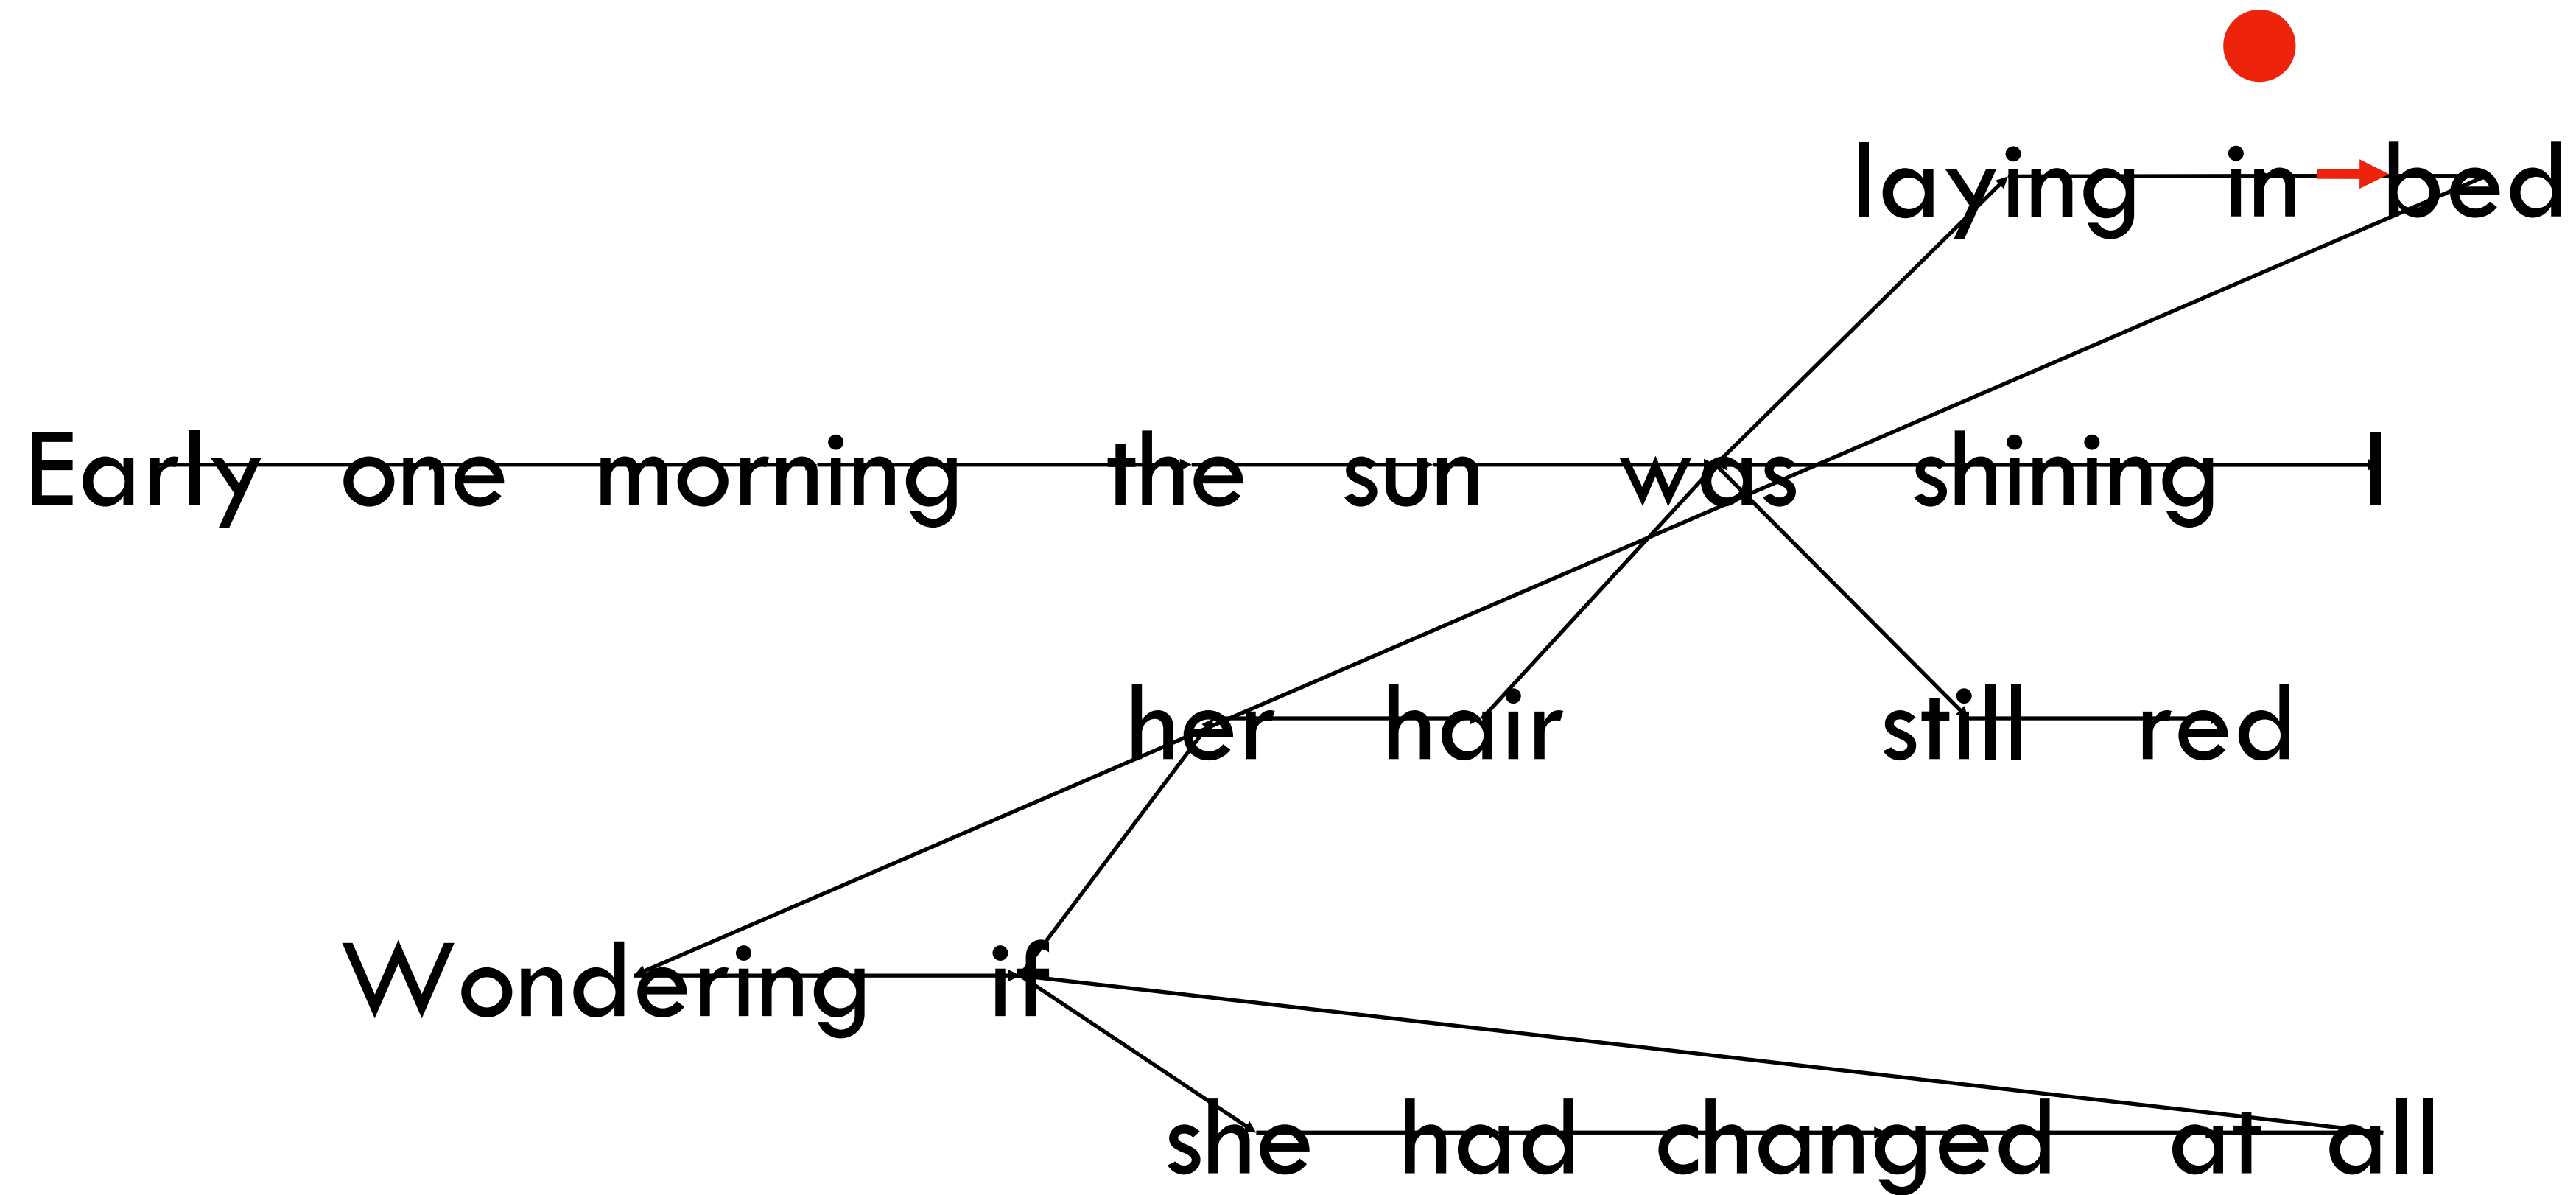 laying in bed
Early one morning the sun was shining I
her hair still red
Wondering if
she had changed at all